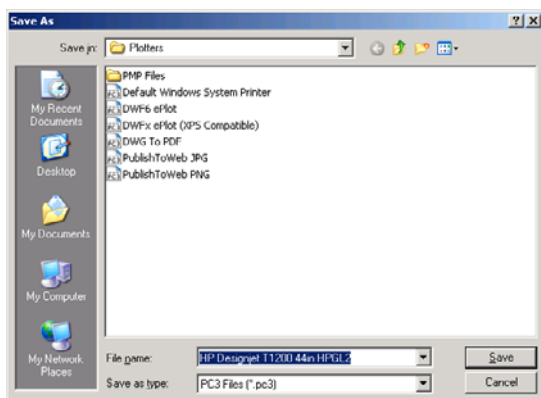 Save As
Save in:
Plotters
PMP Files
Default Windows System Printer
DWF6 ePlot
DWFx ePlot (XPS Compatible)
DWG To PDF
PublishToWeb JPG
PublishToWeb PNG
My Recent
Documents
Desktop
My Documents
My Computer
My Network
Places
File name:
HP Designjet T1200 44in HPGL2
Save
Save as type:
PC3 Files (*.pc3)
Cancel